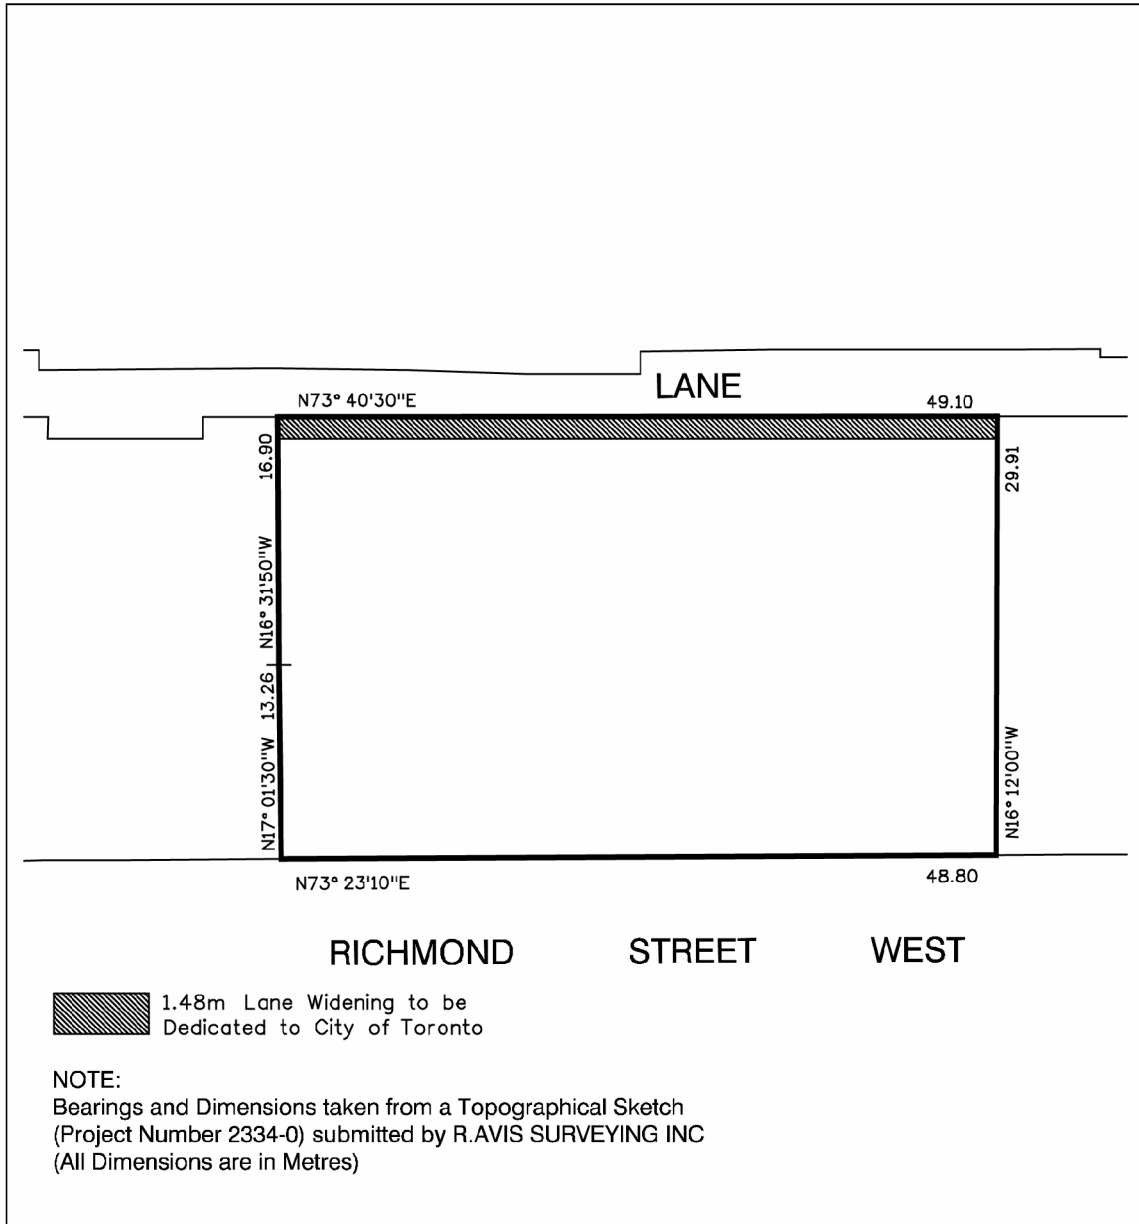 LANE
N73° 40'30"E
49.10
16.90
29.91
N16° 31'50"W
13.26
N17° 01'30"W
N16° 12'00"W
N73° 23'10"E
48.80
RICHMOND STREET WEST
1.48m Lane Widening to be
Dedicated to City of Toronto
NOTE:
Bearings and Dimensions taken from a Topographical Sketch
(Project Number 2334-0) submitted by R.AVIS SURVEYING INC
(All Dimensions are in Metres)